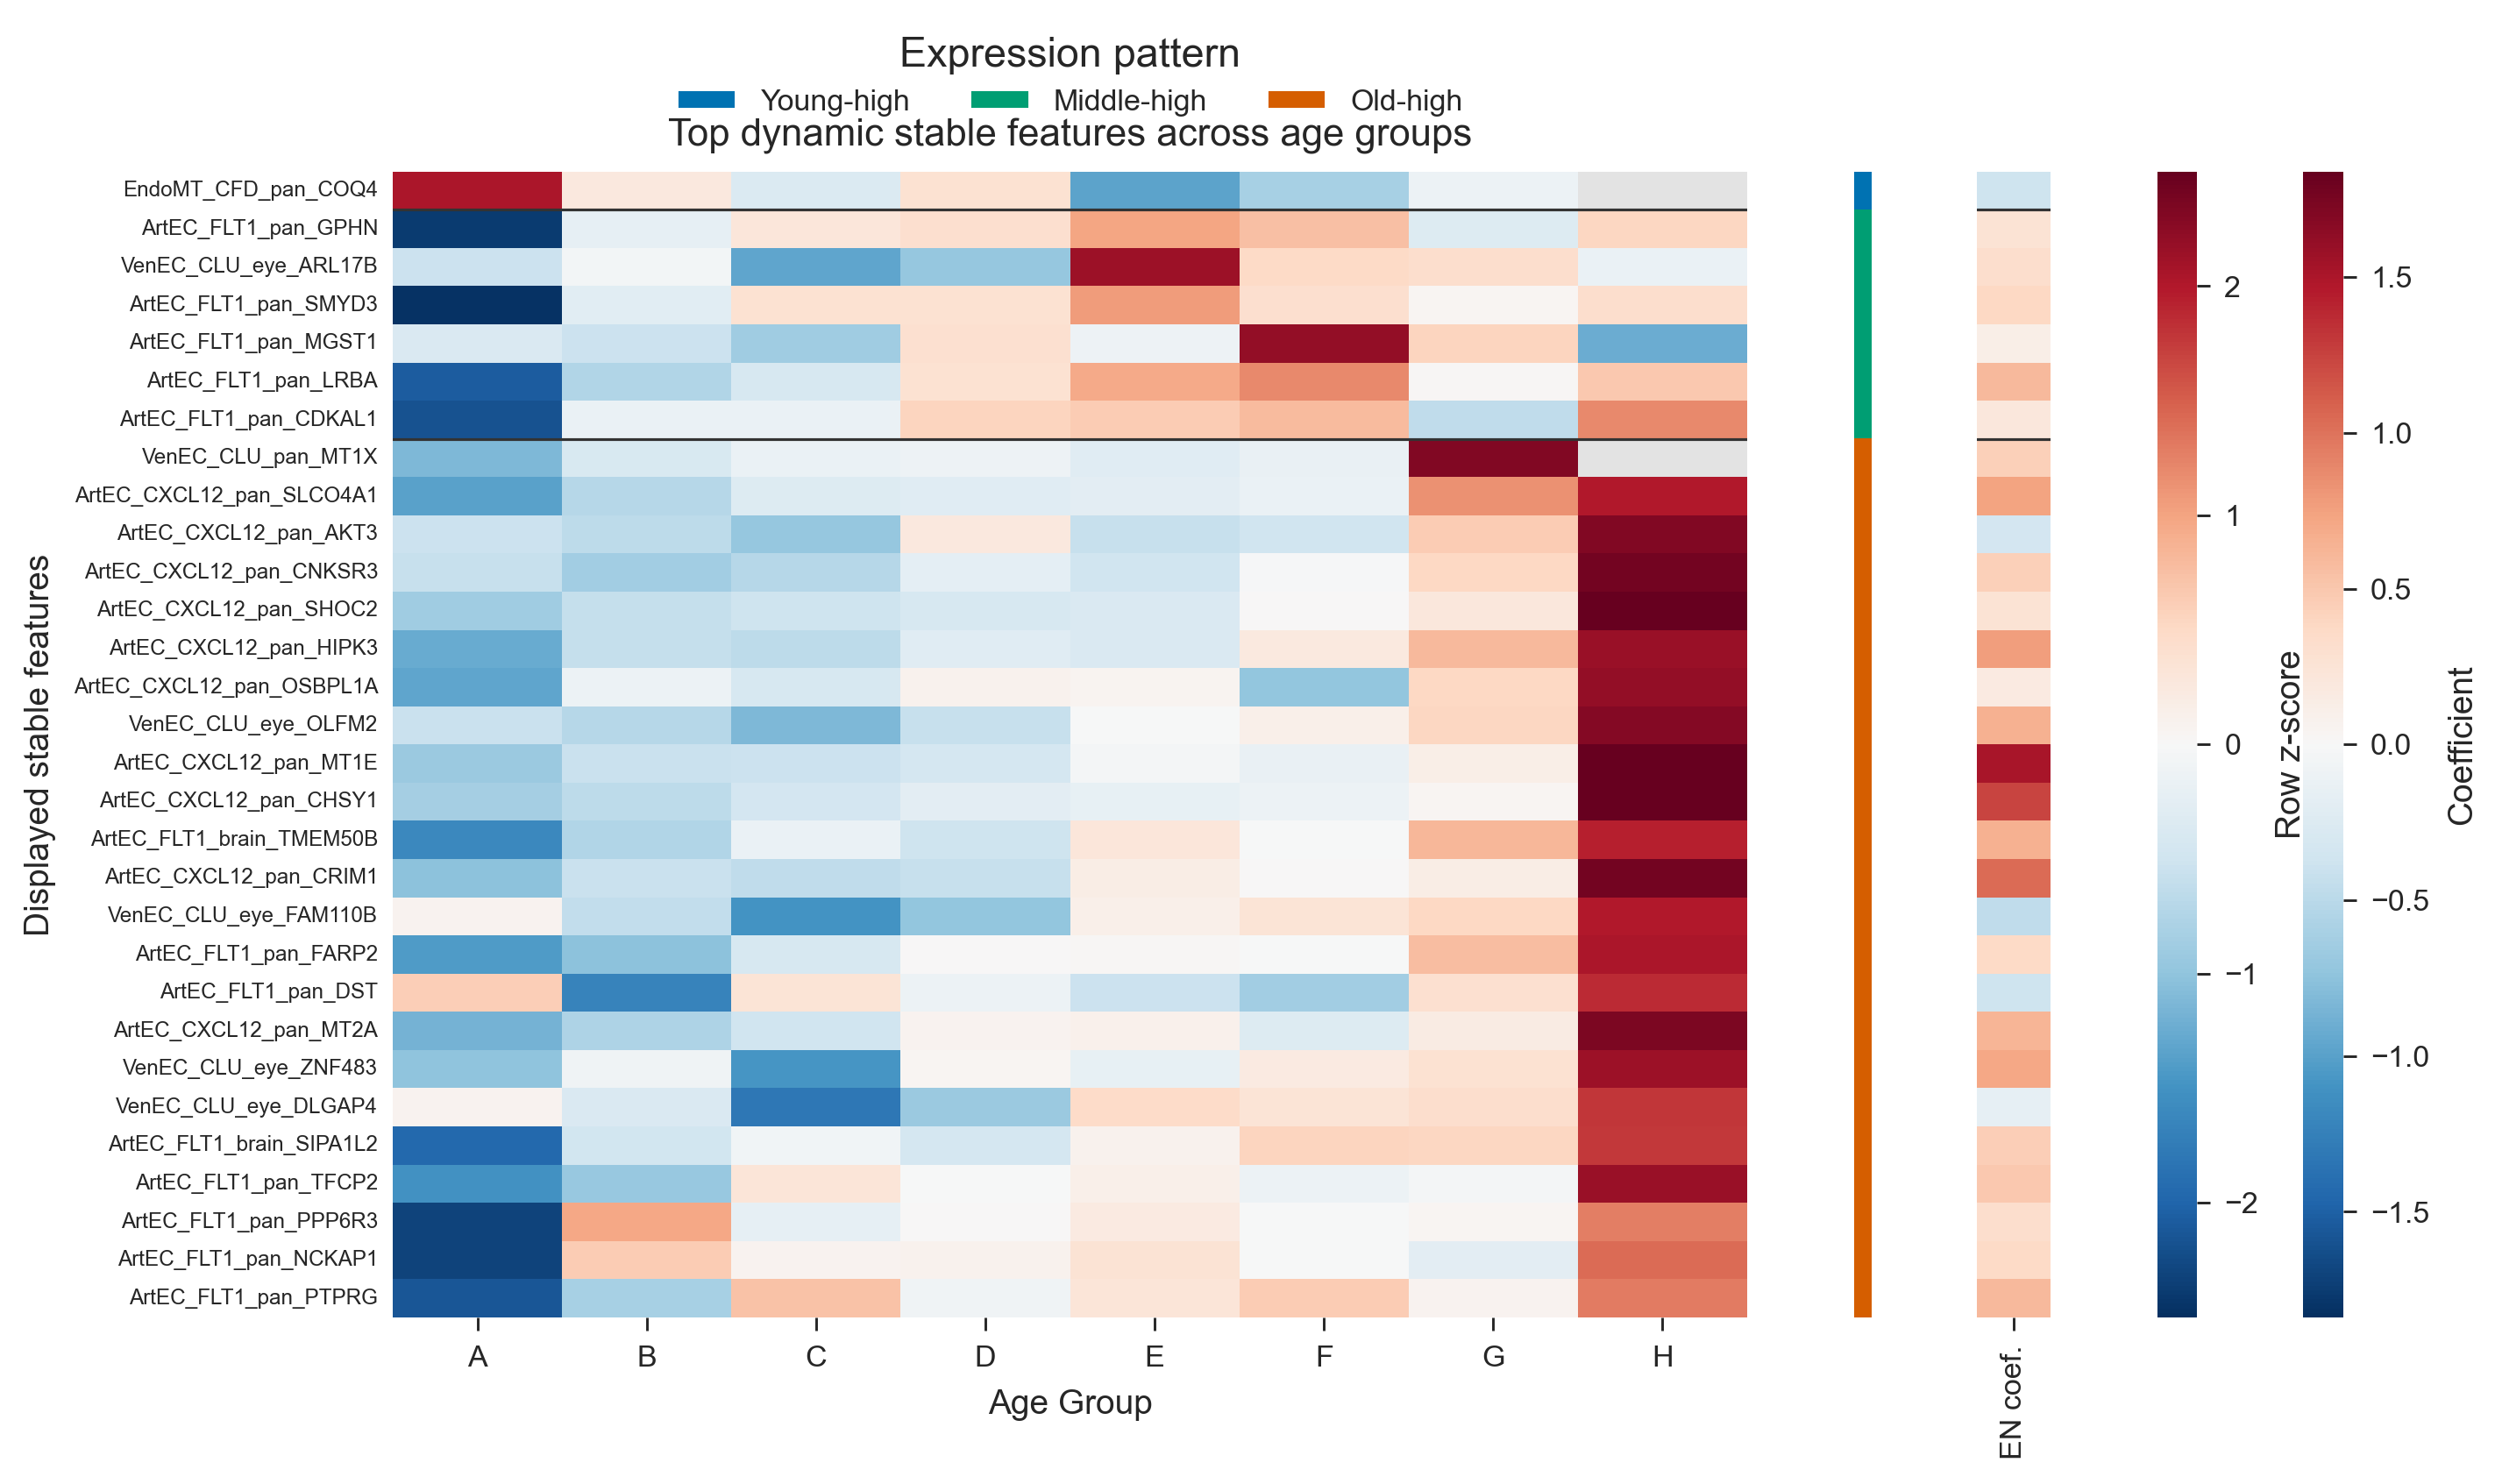 Expression pattern
Young-high Middle-high Old-high
Top dynamic stable features across age groups
Displayed stable features
EndoMT_CFD_pan_COQ4
ArtEC_FLT1_pan_GPHN
VenEC_CLU_eye_ARL17B
ArtEC_FLT1_pan_SMYD3
ArtEC_FLT1_pan_MGST1
ArtEC_FLT1_pan_LRBA
ArtEC_FLT1_pan_CDKAL1
VenEC_CLU_pan_MT1X
ArtEC_CXCL12_pan_SLCO4A1
ArtEC_CXCL12_pan_AKT3
ArtEC_CXCL12_pan_CNKSR3
ArtEC_CXCL12_pan_SHOC2
ArtEC_CXCL12_pan_HIPK3
ArtEC_CXCL12_pan_OSBPL1A
VenEC_CLU_eye_OLFM2
ArtEC_CXCL12_pan_MT1E
ArtEC_CXCL12_pan_CHSY1
ArtEC_FLT1_brain_TMEM50B
ArtEC_CXCL12_pan_CRIM1
VenEC_CLU_eye_FAM110B
ArtEC_FLT1_pan_FARP2
ArtEC_FLT1_pan_DST
ArtEC_CXCL12_pan_MT2A
VenEC_CLU_eye_ZNF483
VenEC_CLU_eye_DLGAP4
ArtEC_FLT1_brain_SIPA1L2
ArtEC_FLT1_pan_TFCP2
ArtEC_FLT1_pan_PPP6R3
ArtEC_FLT1_pan_NCKAP1
ArtEC_FLT1_pan_PTPRG
A B C D E F G H
Age Group
EN coef.
2
1
0
−1
−2
Row z-score
1.5
1.0
0.5
0.0
−0.5
−1.0
−1.5
Coefficient